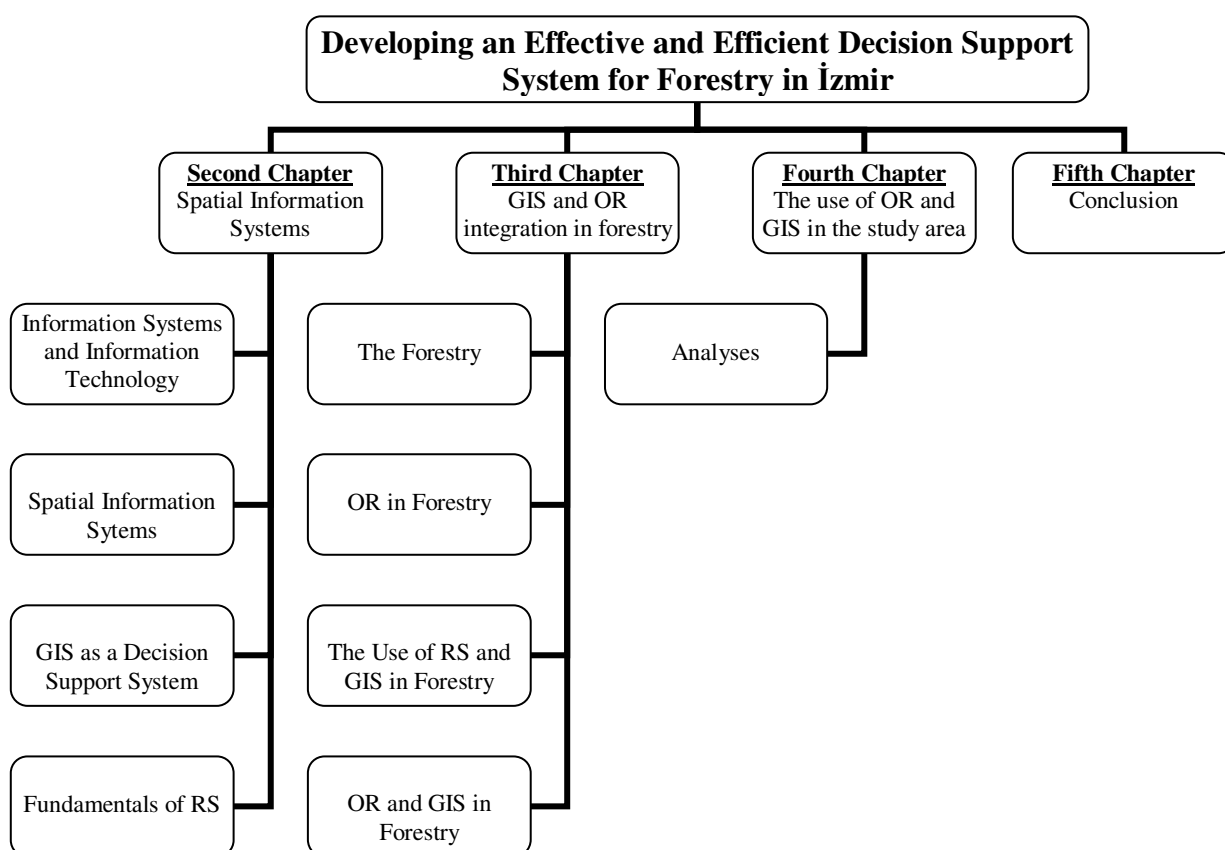 Developing an Effective and Efficient Decision Support
System for Forestry in İzmir
Second Chapter
Spatial Information
Systems
Third Chapter
GIS and OR
integration in forestry
Fourth Chapter
The use of OR and
GIS in the study area
Fifth Chapter
Conclusion
Information Systems
and Information
Technology
The Forestry
Analyses
Spatial Information
Sytems
OR in Forestry
GIS as a Decision
Support System
The Use of RS and
GIS in Forestry
Fundamentals of RS
OR and GIS in
Forestry